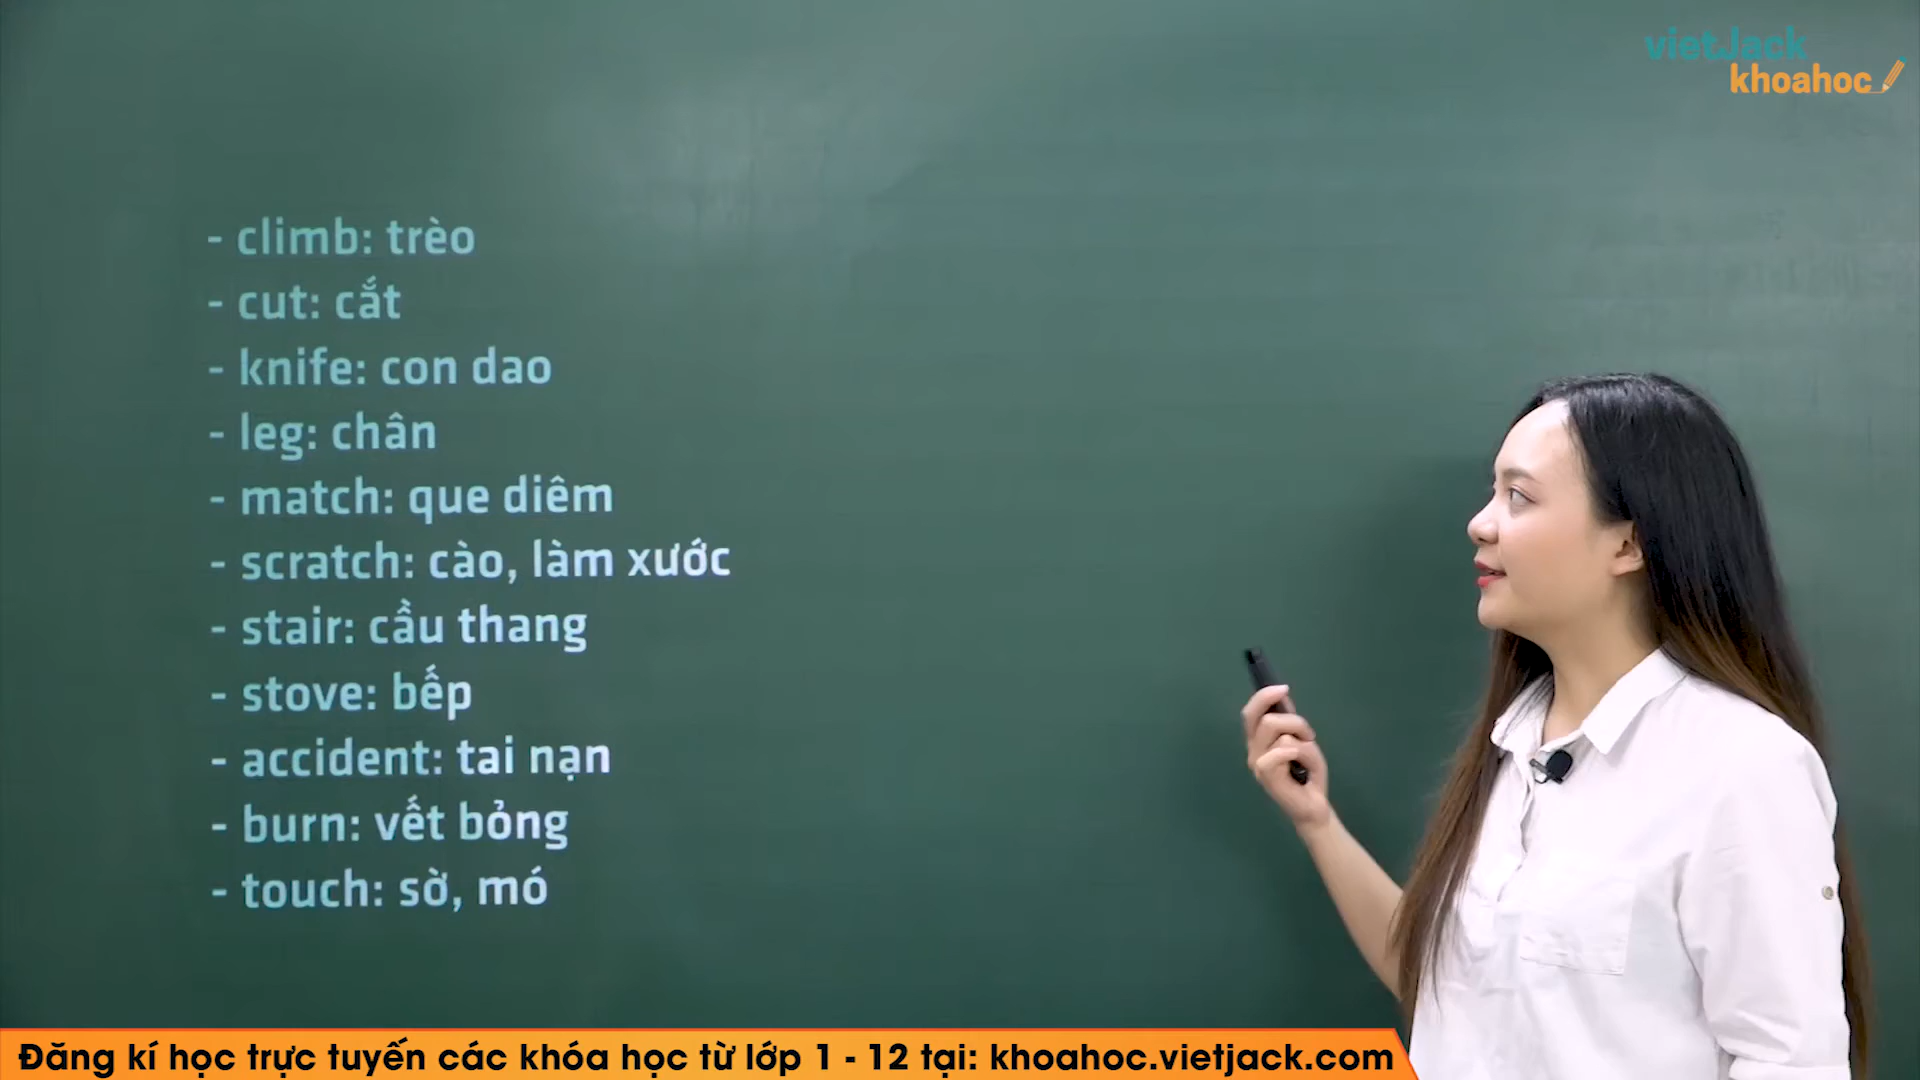 vietJack
khoahoc
- climb: trèo
- cut: cắt
- knife: con dao
- leg: chân
- match: que diêm
- scratch: cào, làm xước
- stair: cầu thang
- stove: bếp
- accident: tai nạn
- burn: vết bỏng
- touch: sờ, mó
Đăng kí học trực tuyến các khóa học từ lớp 1 - 12 tại: khoahoc.vietjack.com